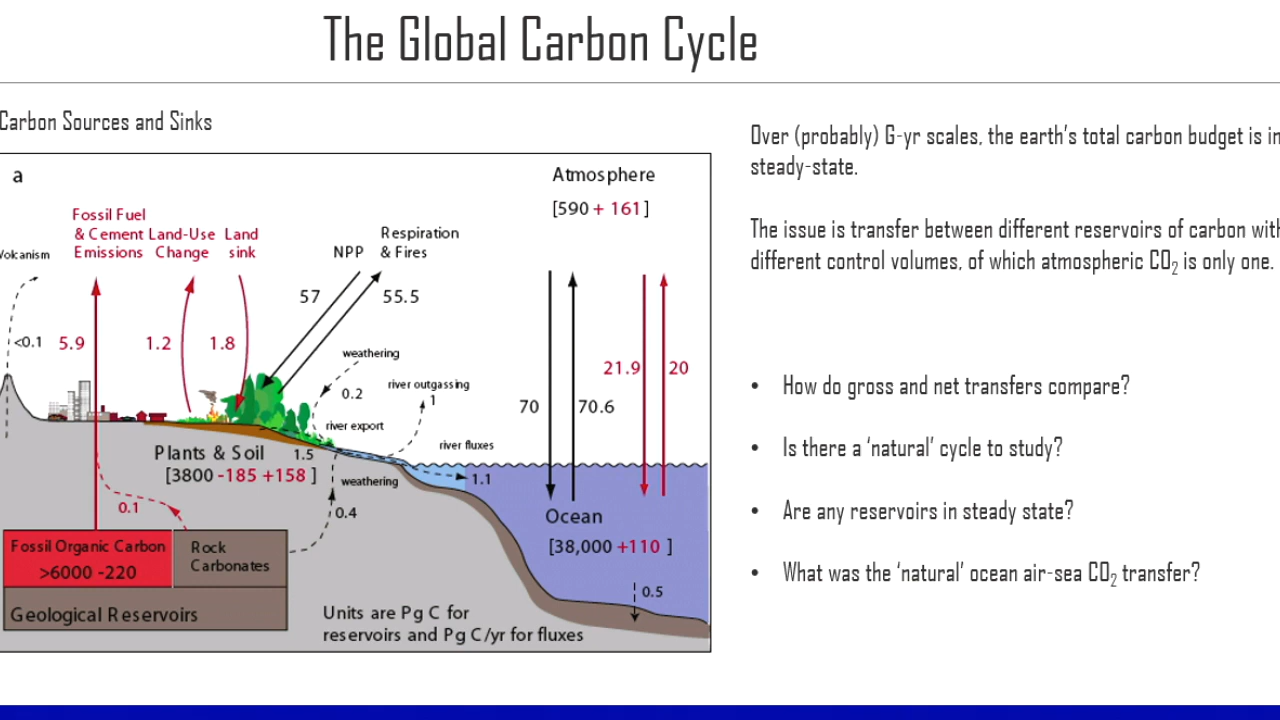 The Global Carbon Cycle
Carbon Sources and Sinks
a
Atmosphere
[590 + 161]
Fossil Fuel
& Cement
Emissions
Land-Use
Change
Land
sink
Volcanism
NPP
Respiration
& Fires
<0.1
5.9
1.2
1.8
57
55.5
weathering
0.2
river outgassing
1
river export
1.5
river fluxes
1.1
70
70.6
21.9
20
Plants & Soil
[3800 -185 +158 ]
weathering
0.4
0.1
Fossil Organic Carbon
>6000 -220
Rock
Carbonates
Geological Reservoirs
Ocean
[38,000 +110 ]
0.5
Units are Pg C for
reservoirs and Pg C/yr for fluxes
Over (probably) G-yr scales, the earth's total carbon budget is in
steady-state.
The issue is transfer between different reservoirs of carbon with
different control volumes, of which atmospheric CO₂ is only one.
• How do gross and net transfers compare?
• Is there a 'natural' cycle to study?
• Are any reservoirs in steady state?
• What was the 'natural' ocean air-sea CO₂ transfer?